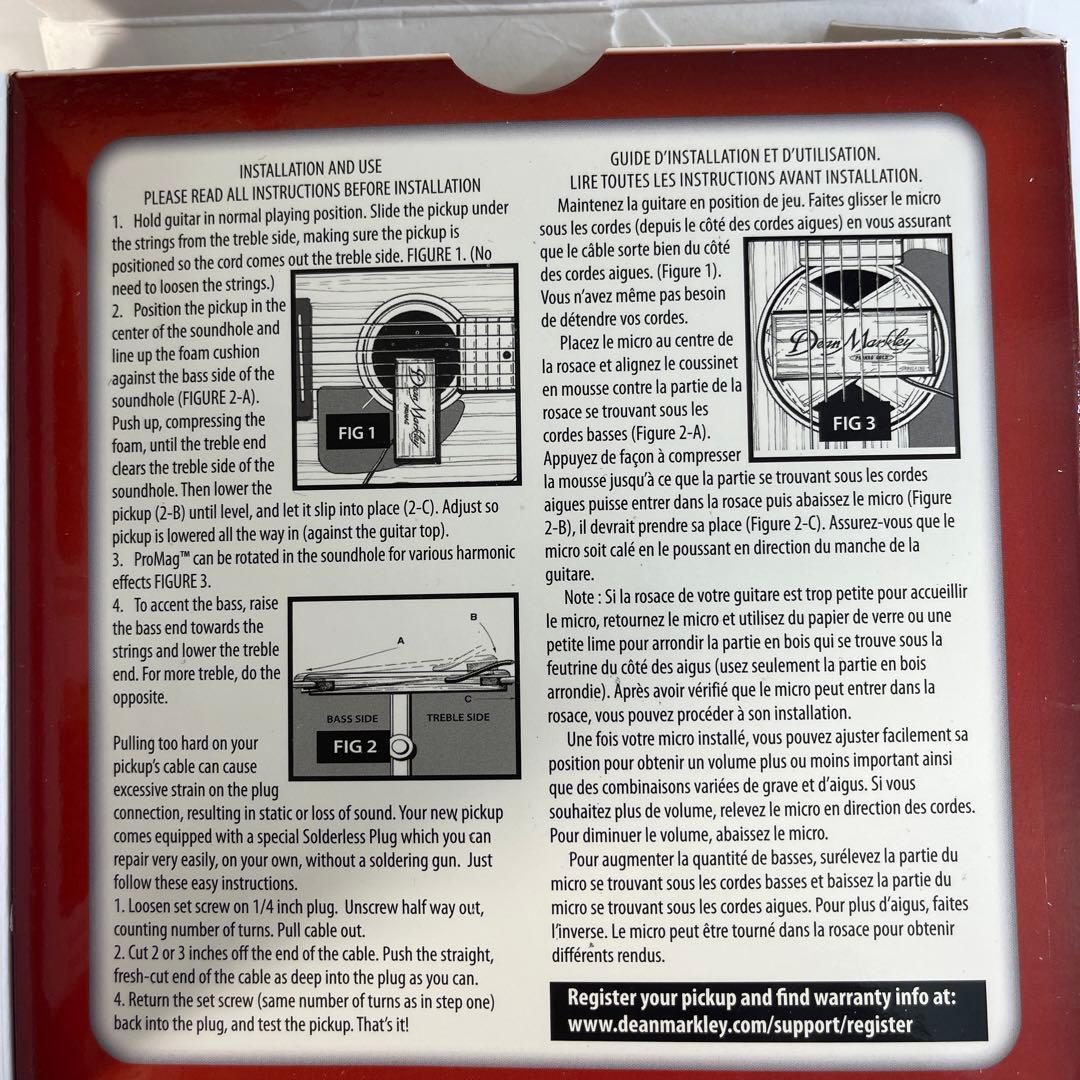 INSTALLATION AND USE
PLEASE READ ALL INSTRUCTIONS BEFORE INSTALLATION
1. Hold guitar in normal playing position. Slide the pickup under
the strings from the treble side, making sure the pickup is
positioned so the cord comes out the treble side. FIGURE 1. (No
need to loosen the strings.)
2. Position the pickup in the
center of the soundhole and
line up the foam cushion
against the bass side of the
soundhole (FIGURE 2-A).
Push up, compressing the
foam, until the treble end
clears the treble side of the
soundhole. Then lower the
pickup (2-B) until level, and let it slip into place (2-C). Adjust so
pickup is lowered all the way in (against the guitar top).
3. ProMag™ can be rotated in the soundhole for various harmonic
effects FIGURE 3.
4. To accent the bass, raise
the bass end towards the
strings and lower the treble
end. For more treble, do the
opposite.
Dean Markley
PROMAG
FIG 1
A
B
C
BASS SIDE
TREBLE SIDE
FIG 2
Pulling too hard on your
pickup's cable can cause
excessive strain on the plug
connection, resulting in static or loss of sound. Your new pickup
comes equipped with a special Solderless Plug which you can
repair very easily, on your own, without a soldering gun. Just
follow these easy instructions.
1. Loosen set screw on 1/4 inch plug. Unscrew half way out,
counting number of turns. Pull cable out.
2. Cut 2 or 3 inches off the end of the cable. Push the straight,
fresh-cut end of the cable as deep into the plug as you can.
4. Return the set screw (same number of turns as in step one)
back into the plug, and test the pickup. That's it!
GUIDE D'INSTALLATION ET D'UTILISATION.
LIRE TOUTES LES INSTRUCTIONS AVANT INSTALLATION.
Maintenez la guitare en position de jeu. Faites glisser le micro
sous les cordes (depuis le côté des cordes aigues) en vous assurant
que le câble sorte bien du côté
des cordes aigues. (Figure 1).
Vous n'avez même pas besoin
de détendre vos cordes.
Placez le micro au centre de
la rosace et alignez le coussinet
en mousse contre la partie de la
rosace se trouvant sous les
cordes basses (Figure 2-A).
Appuyez de façon à compresser
la mousse jusqu'à ce que la partie se trouvant sous les cordes
aigues puisse entrer dans la rosace puis abaissez le micro (Figure
2-B), il devrait prendre sa place (Figure 2-C). Assurez-vous que le
micro soit calé en le poussant en direction du manche de la
guitare.
Dean Markley
PROMAG GOLD
FIG 3
Note : Si la rosace de votre guitare est trop petite pour accueillir
le micro, retournez le micro et utilisez du papier de verre ou une
petite lime pour arrondir la partie en bois qui se trouve sous la
feutrine du côté des aigus (usez seulement la partie en bois
arrondie). Après avoir vérifié que le micro peut entrer dans la
rosace, vous pouvez procéder à son installation.
Une fois votre micro installé, vous pouvez ajuster facilement sa
position pour obtenir un volume plus ou moins important ainsi
que des combinaisons variées de grave et d'aigus. Si vous
souhaitez plus de volume, relevez le micro en direction des cordes.
Pour diminuer le volume, abaissez le micro.
Pour augmenter la quantité de basses, surélevez la partie du
micro se trouvant sous les cordes basses et baissez la partie du
micro se trouvant sous les cordes aigues. Pour plus d'aigus, faites
l'inverse. Le micro peut être tourné dans la rosace pour obtenir
différents rendus.
Register your pickup and find warranty info at:
www.deanmarkley.com/support/register